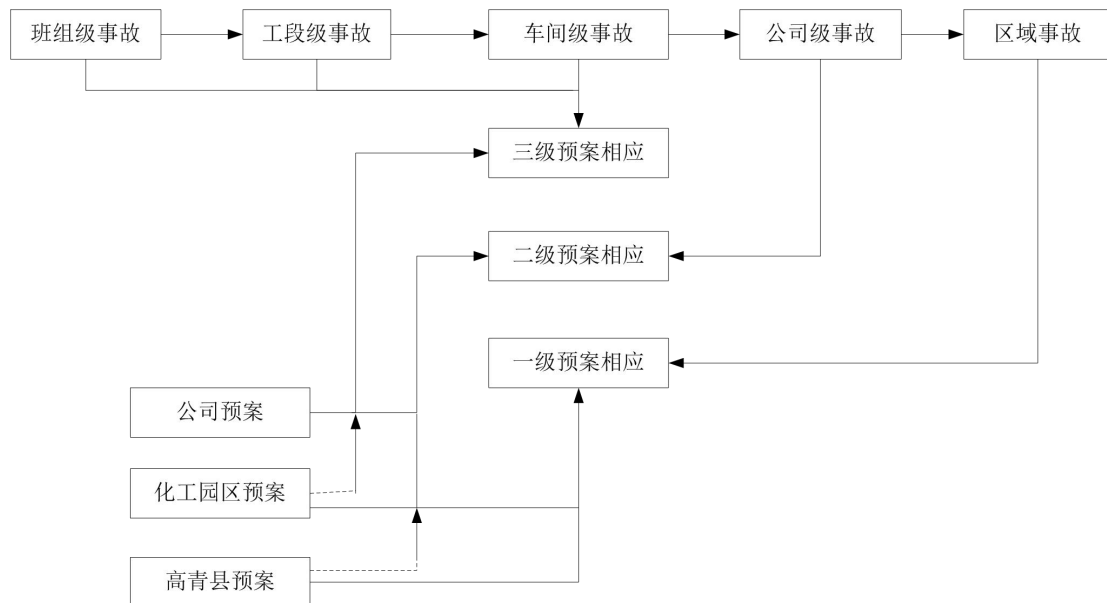 班组级事故
工段级事故
车间级事故
公司级事故
区域事故
三级预案相应
二级预案相应
一级预案相应
公司预案
化工园区预案
高青县预案